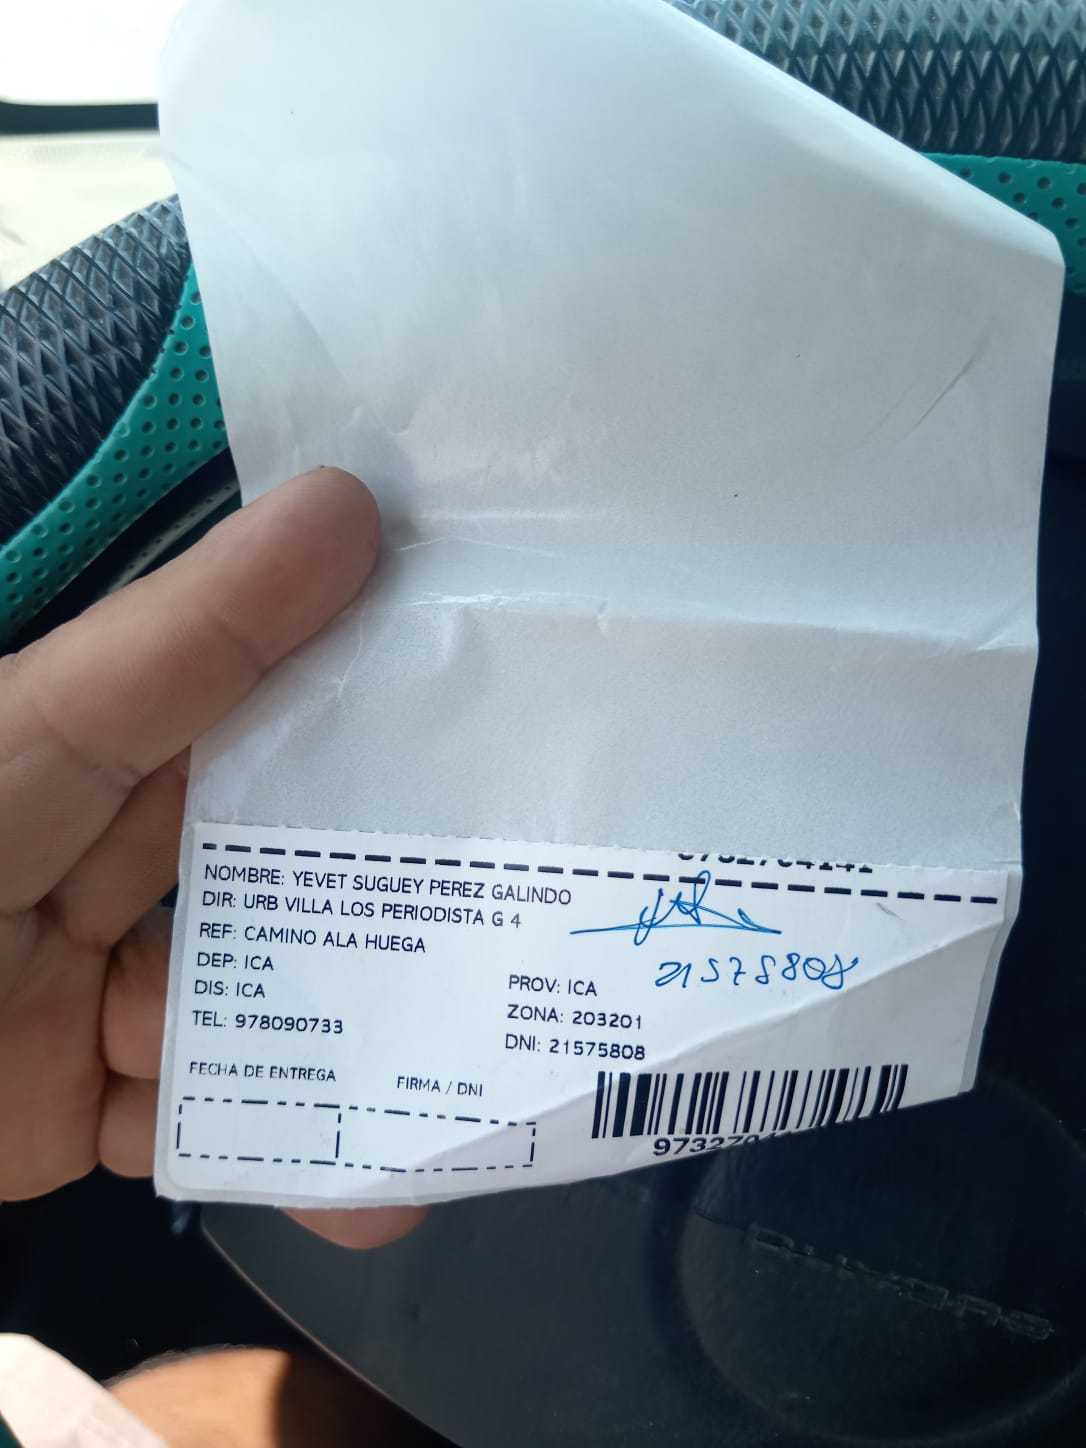 NOMBRE: YEVET SUGUEY PEREZ GALINDO
DIR: URB VILLA LOS PERIODISTA G 4
REF: CAMINO ALA HUEGA
DEP: ICA
DIS: ICA
PROV: ICA
21575808
ZONA: 203201
TEL: 978090733
DNI: 21575808
FECHA DE ENTREGA
FIRMA / DNI